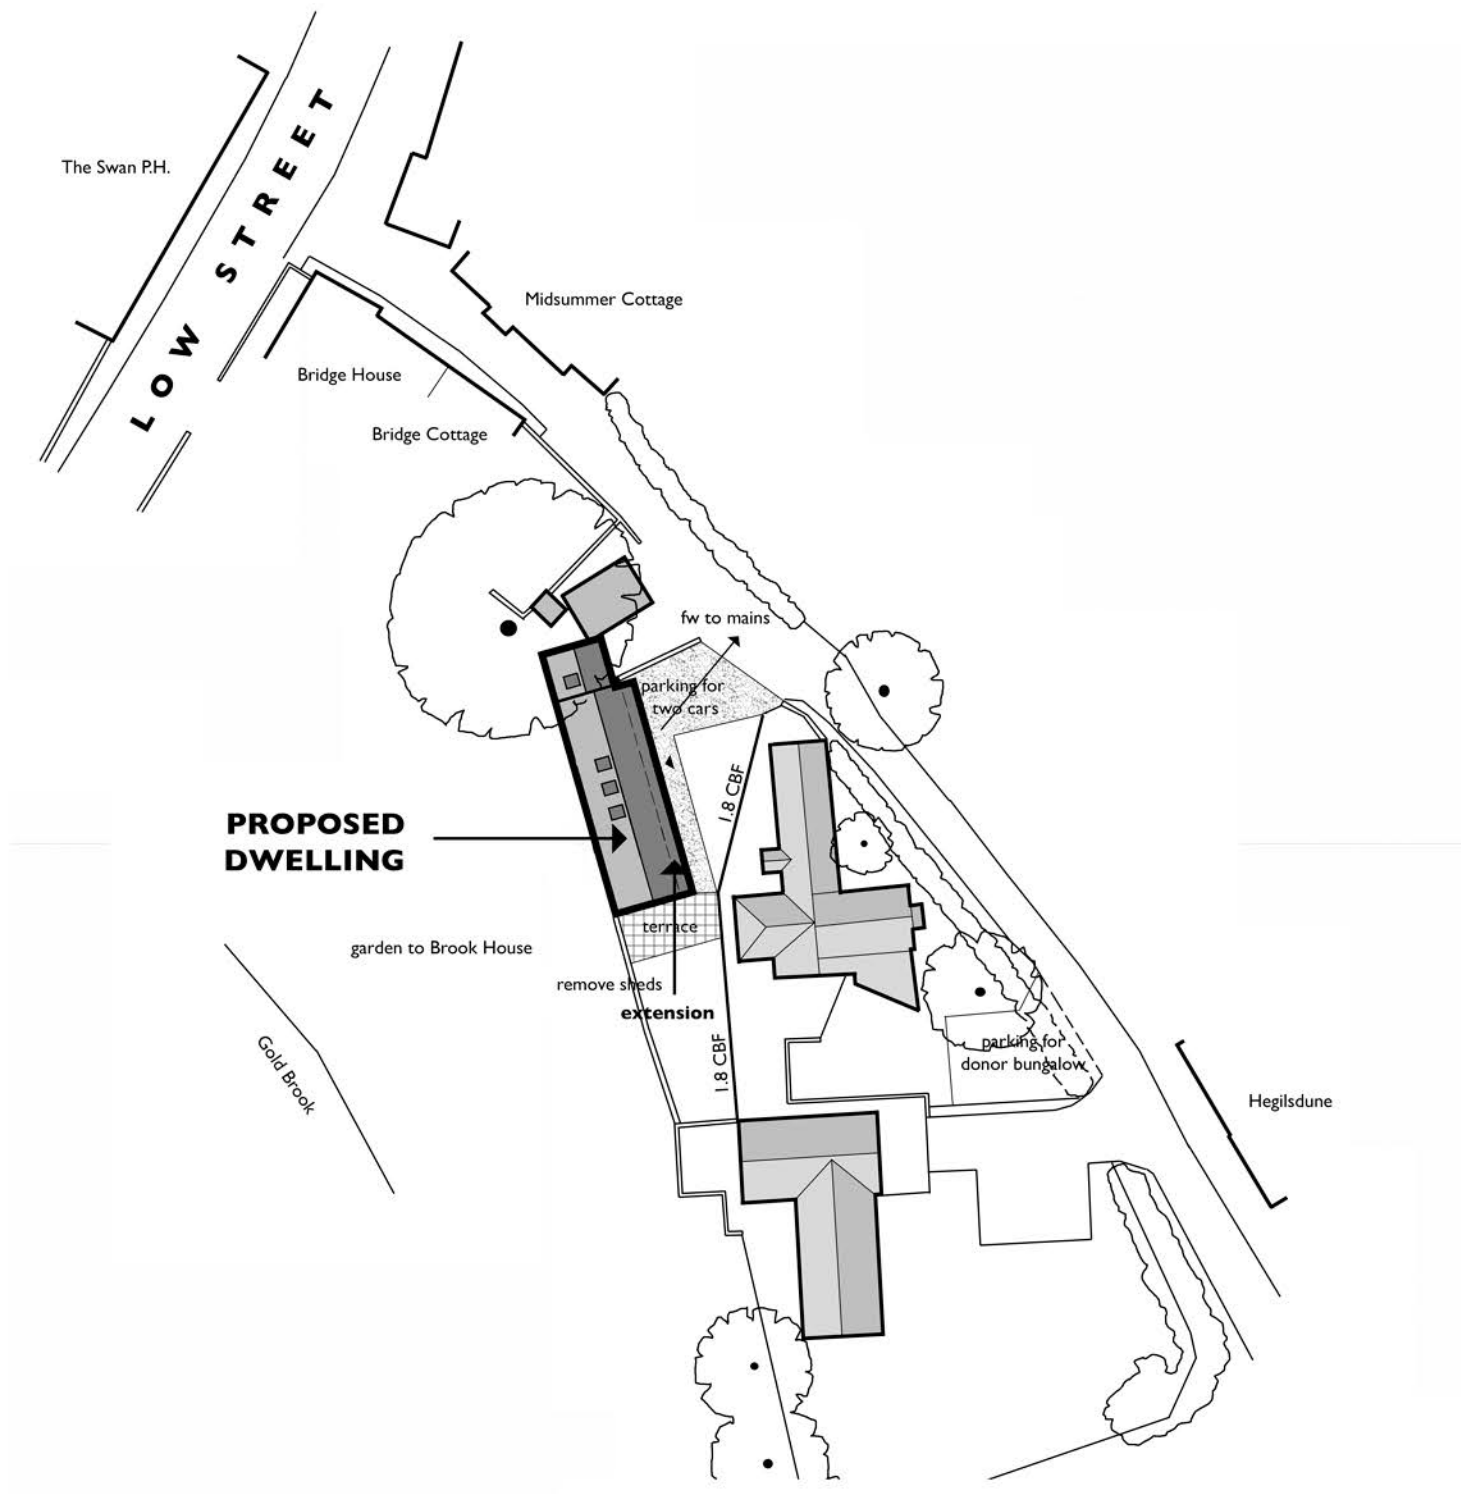 The Swan P.H.
LOW STREET
Midsummer Cottage
Bridge House
Bridge Cottage
fw to mains
parking for
two cars
1.8 CBF
PROPOSED
DWELLING
terrace
garden to Brook House
remove sheds
extension
Gold Brook
1.8 CBF
parking for
donor bungalow
Hegilsdune